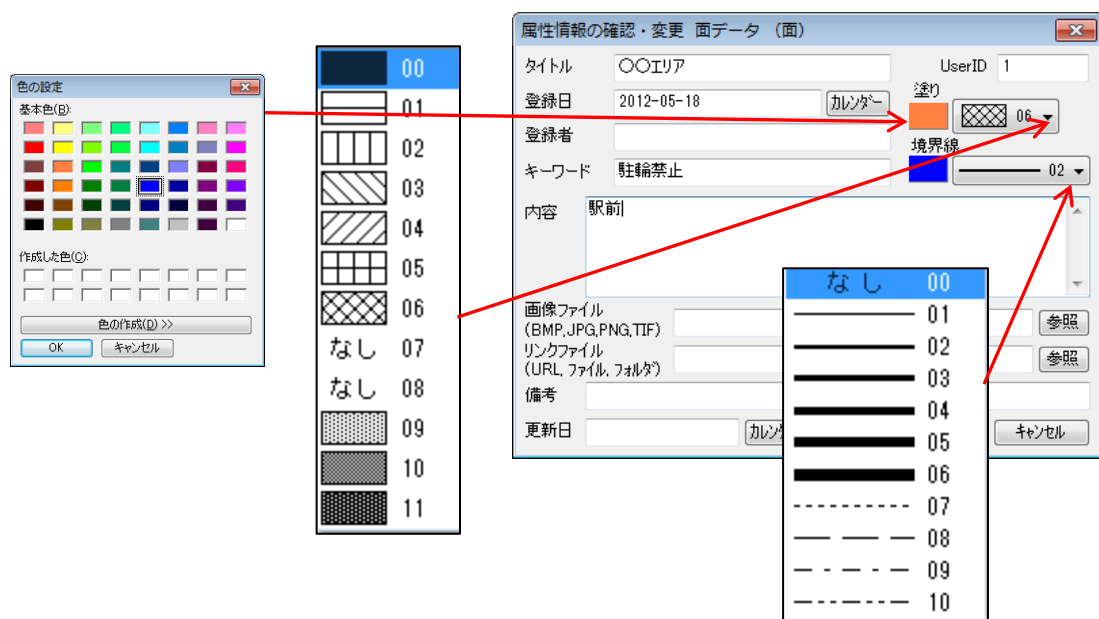 属性情報の確認・変更 面データ （面）
タイトル 〇〇エリア UserID 1
登録日 2012-05-18 カレンダー 塗り 06
登録者
境界線
キーワード 駐輪禁止 02
内容 駅前
画像ファイル
(BMP,JPG,PNG,TIF) 参照
リンクファイル
(URL, ファイル, フォルダ) 参照
備考
更新日 キャンセル
色の設定
基本色(B):
作成した色(C):
色の作成(D) >>
OK キャンセル
00
01
02
03
04
05
06
なし 07
なし 08
09
10
11
なし 00
01
02
03
04
05
06
07
08
09
10